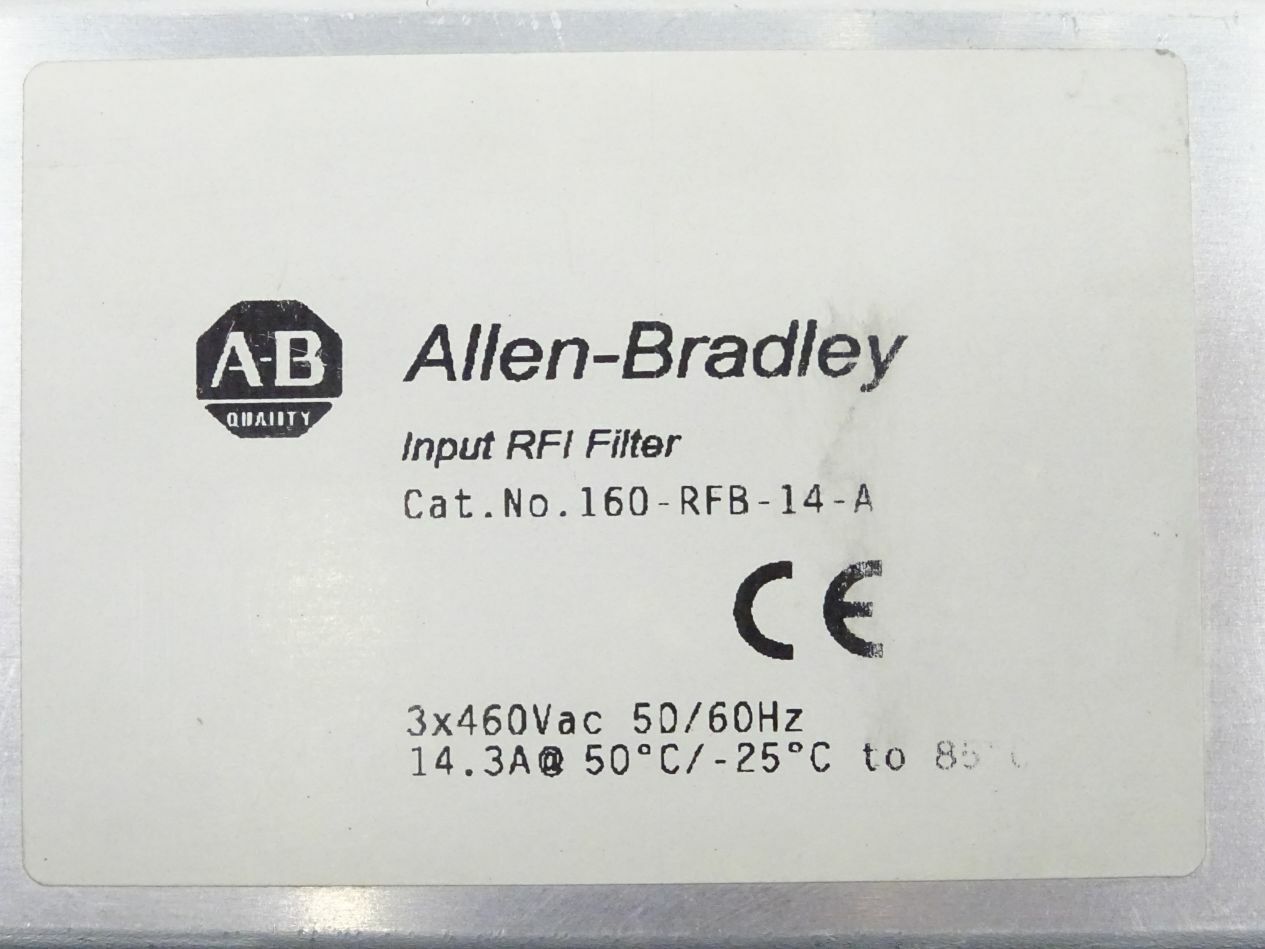 A-B
QUALITY
Allen-Bradley
Input RFI Filter
Cat.No.160-RFB-14-A
CE
3x460Vac 50/60Hz
14.3A@ 50°C/-25°C to 85°C